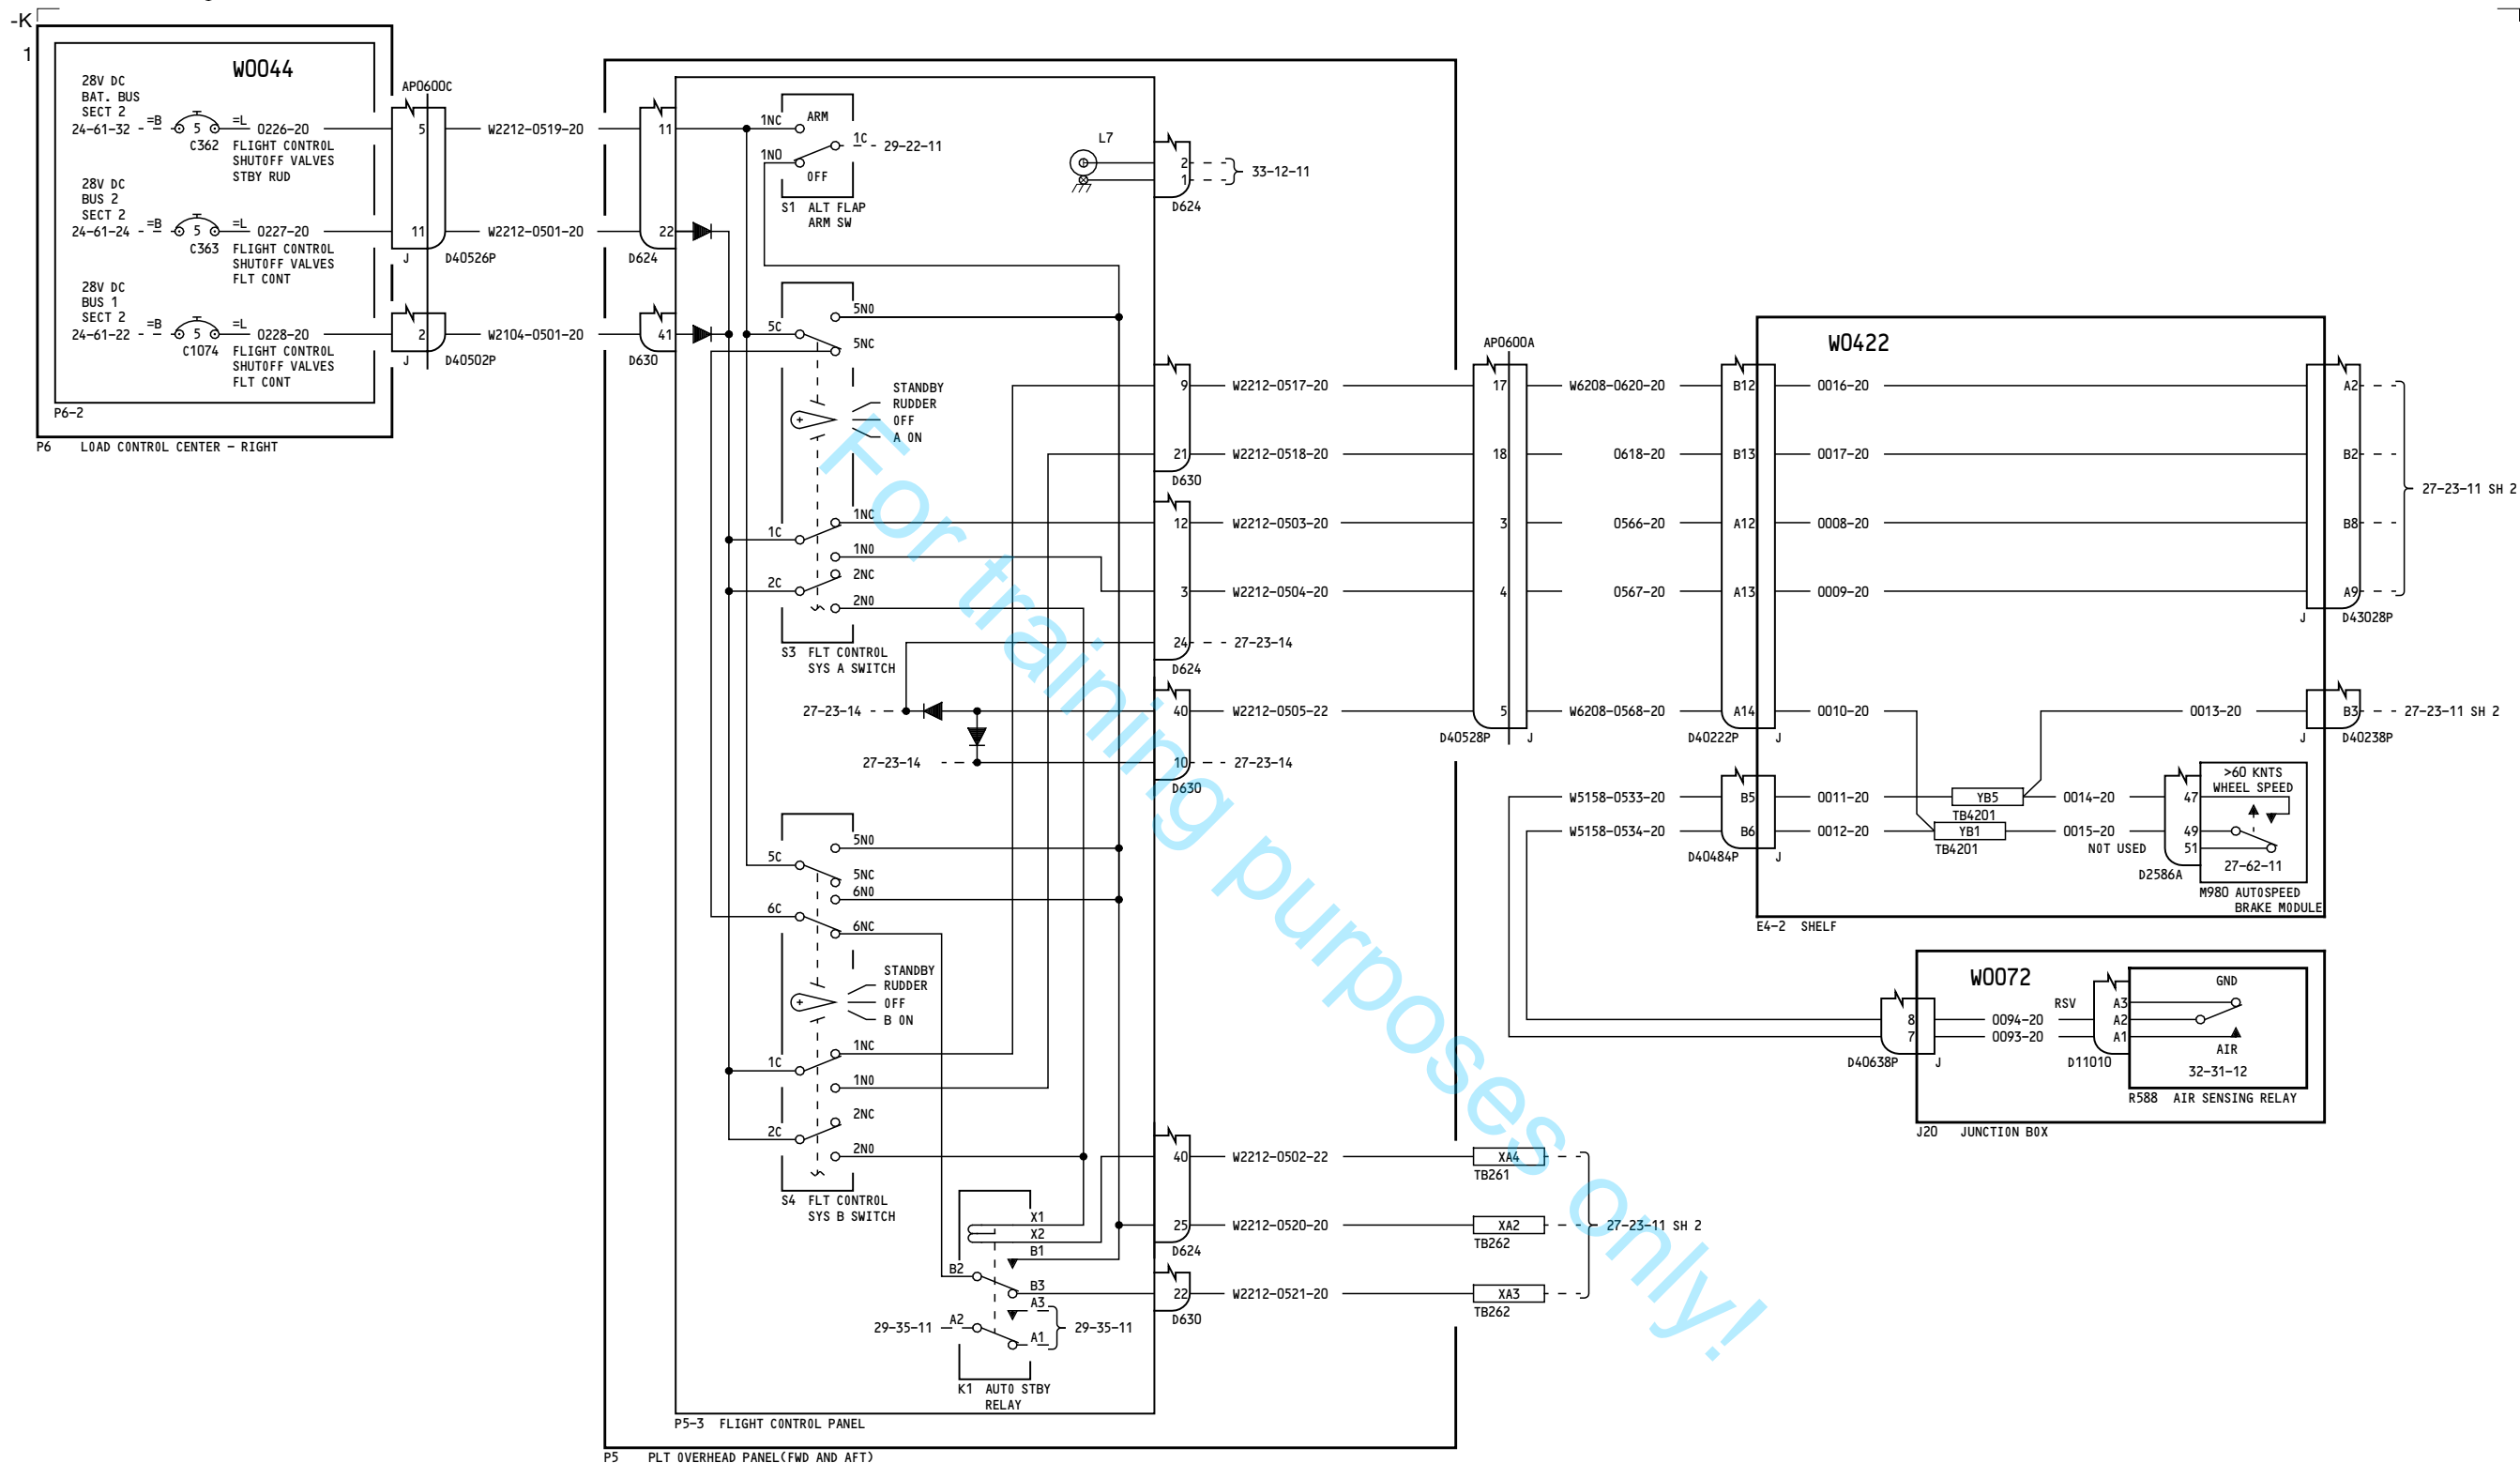 -K
1
W0044
28V DC
BAT. BUS
SECT 2
24-61-32
=B
5
C362
=L
0226-20
FLIGHT CONTROL
SHUTOFF VALVES
STBY RUD
28V DC
BUS 2
SECT 2
24-61-24
=B
5
C363
=L
0227-20
FLIGHT CONTROL
SHUTOFF VALVES
FLT CONT
28V DC
BUS 1
SECT 2
24-61-22
=B
5
C1074
=L
0228-20
FLIGHT CONTROL
SHUTOFF VALVES
FLT CONT
P6-2
P6 LOAD CONTROL CENTER - RIGHT
AP0600C
5
11
J
D40526P
2
J
D40502P
W2212-0519-20
W2212-0501-20
W2104-0501-20
11
22
D624
41
D630
1NC
ARM
1C
29-22-11
1NO
OFF
S1 ALT FLAP
ARM SW
L7
2
1
D624
33-12-11
5NO
5C
5NC
STANDBY
RUDDER
OFF
A ON
1NC
1C
1NO
2NC
2C
2NO
S3 FLT CONTROL
SYS A SWITCH
27-23-14
27-23-14
9
W2212-0517-20
21
W2212-0518-20
D630
12
W2212-0503-20
3
W2212-0504-20
24
27-23-14
D624
40
W2212-0505-22
10
27-23-14
D630
5NO
5C
5NC
6NO
6C
6NC
STANDBY
RUDDER
OFF
B ON
1NC
1C
1NO
2NC
2C
2NO
S4 FLT CONTROL
SYS B SWITCH
X1
X2
B1
B2
B3
A3
A2
A1
29-35-11
29-35-11
K1 AUTO STBY
RELAY
40
W2212-0502-22
XA4
TB261
25
W2212-0520-20
XA2
TB262
D624
22
W2212-0521-20
XA3
TB262
D630
27-23-11 SH 2
P5-3 FLIGHT CONTROL PANEL
P5 PLT OVERHEAD PANEL(FWD AND AFT)
AP0600A
17
18
3
4
5
D40528P
J
W6208-0620-20
0618-20
0566-20
0567-20
W6208-0568-20
W0422
B12
B13
A12
A13
A14
D40222P
J
0016-20
0017-20
0008-20
0009-20
0010-20
A2
B2
B8
A9
J
D43028P
27-23-11 SH 2
0013-20
B3
27-23-11 SH 2
J
D40238P
W5158-0533-20
W5158-0534-20
B5
B6
D40484P
J
0011-20
0012-20
YB5
TB4201
YB1
TB4201
0014-20
0015-20
NOT USED
47
49
51
D2586A
>60 KNTS
WHEEL SPEED
27-62-11
M980 AUTOSPEED
BRAKE MODULE
E4-2 SHELF
W0072
8
7
D40638P
J
0094-20
0093-20
RSV
A3
A2
A1
D11010
GND
AIR
32-31-12
R588 AIR SENSING RELAY
J20 JUNCTION BOX
For training purposes only!